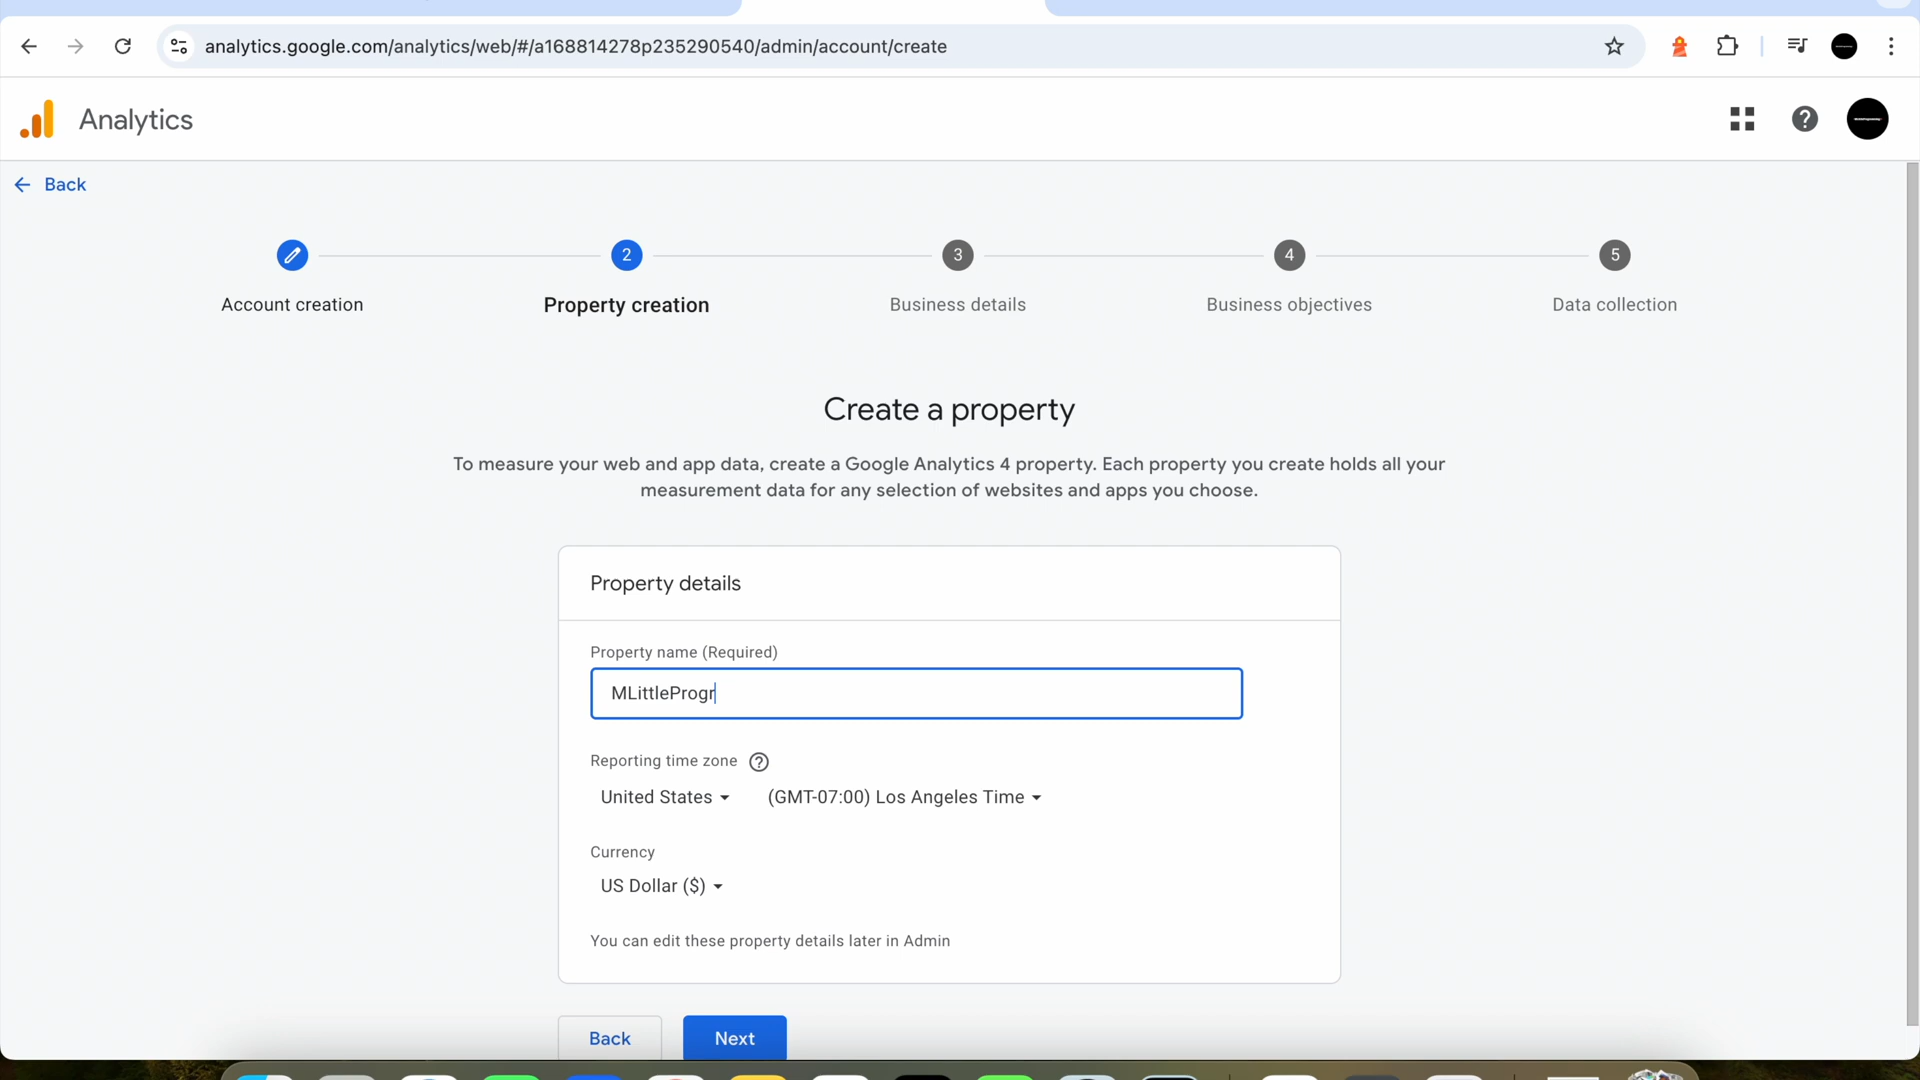 analytics.google.com/analytics/web/#/a168814278p235290540/admin/account/create
Analytics
Back
2
3
4
5
Account creation
Property creation
Business details
Business objectives
Data collection
Create a property
To measure your web and app data, create a Google Analytics 4 property. Each property you create holds all your
measurement data for any selection of websites and apps you choose.
Property details
Property name (Required)
MLittleProgr
Reporting time zone
United States
(GMT-07:00) Los Angeles Time
Currency
US Dollar ($)
You can edit these property details later in Admin
Back
Next